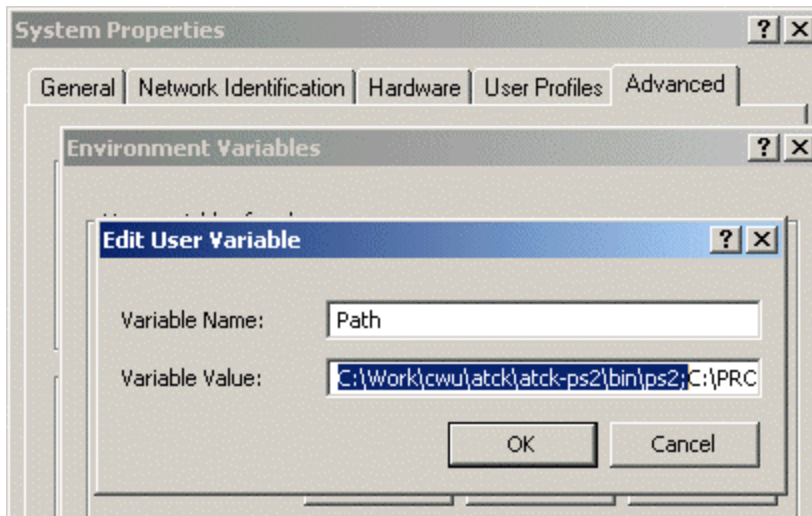 System Properties
General Network Identification Hardware User Profiles Advanced
Environment Variables
Edit User Variable
Variable Name: Path
Variable Value: C:\Work\cwu\atck\atck-ps2\bin\ps2;C:\PRC
OK Cancel